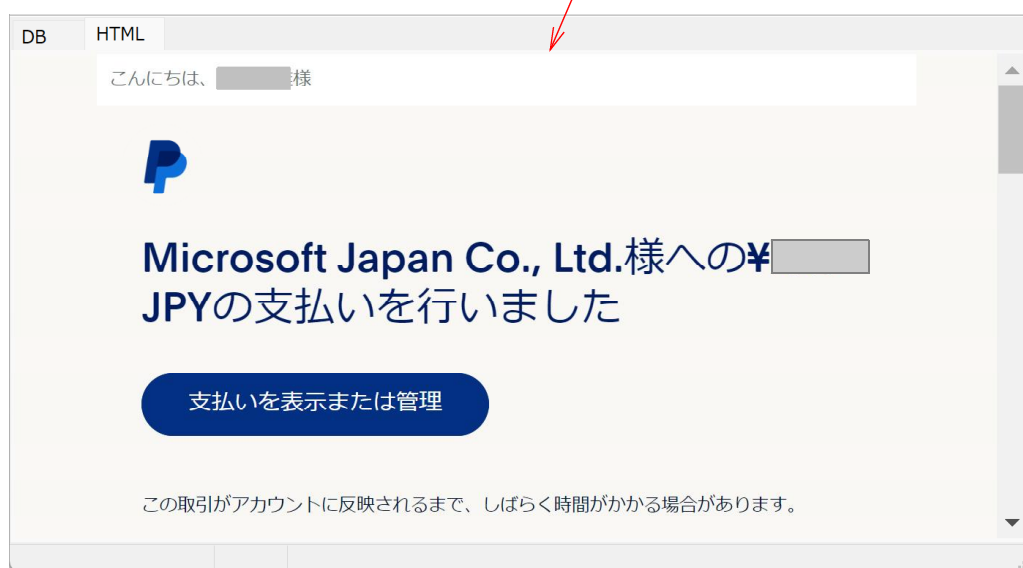 DB HTML
こんにちは、様
Microsoft Japan Co., Ltd.様への¥
JPYの支払いを行いました
支払いを表示または管理
この取引がアカウントに反映されるまで、しばらく時間がかかる場合があります。